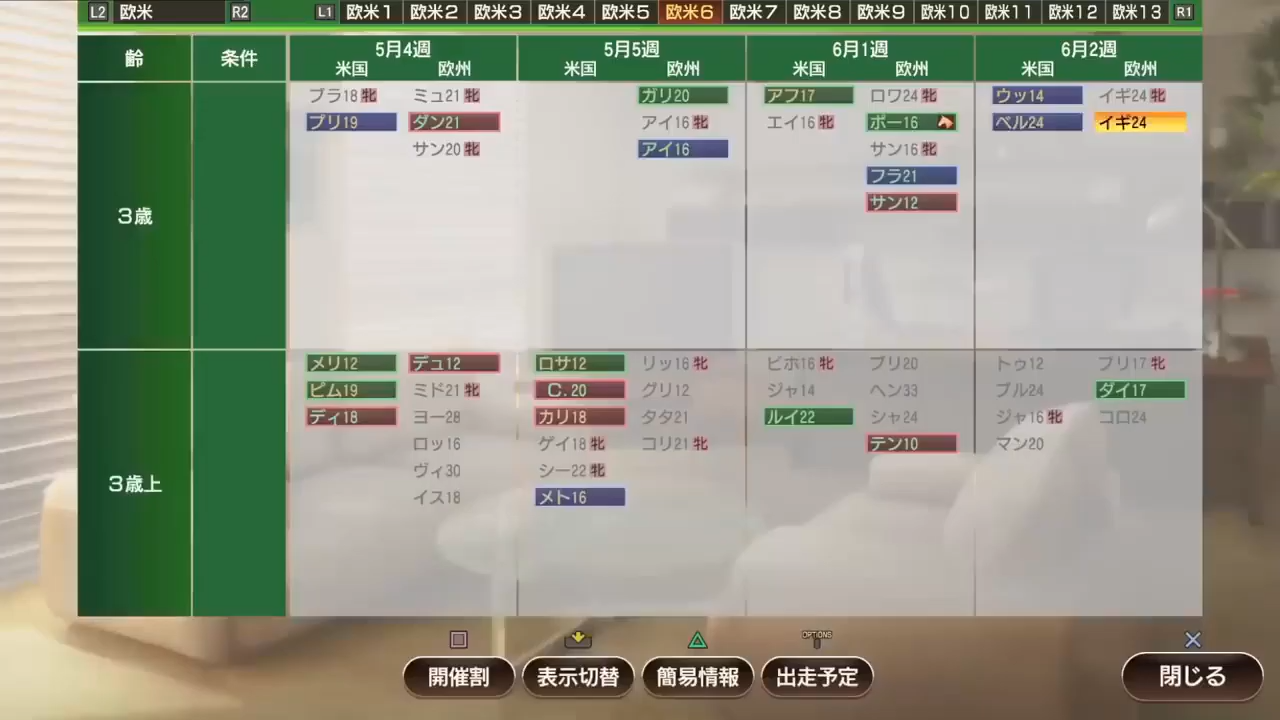 L2 欧米 R2 L1 欧米1 欧米2 欧米3 欧米4 欧米5 欧米6 欧米7 欧米8 欧米9 欧米10 欧米11 欧米12 欧米13 R1
齢 条件 5月4週 5月5週 6月1週 6月2週
米国 欧州 米国 欧州 米国 欧州 米国 欧州
ブラ18 牝 ミュ21 牝 ガリ20 アフ17 ロワ24 牝 ウッ14 イギ24 牝
プリ19 ダン21 アイ16 牝 エイ16 牝 ポー16 ベル24 イギ24
サン20 牝 アイ16 サン16 牝
フラ21
サン12
3歳
メリ12 デュ12 ロサ12 リッ16 牝 ビホ16 牝 ブリ20 トゥ12 プリ17 牝
ピム19 ミド21 牝 C.20 グリ12 ジャ14 ヘン33 ブル24 ダイ17
ディ18 ヨー28 カリ18 タタ21 ルイ22 シャ24 ジャ16 牝 コロ24
ロッ16 ゲイ18 牝 コリ21 牝 テン10 マン20
ヴィ30 シー22 牝
イス18 メト16
3歳上
OPTIONS
開催割 表示切替 簡易情報 出走予定 閉じる